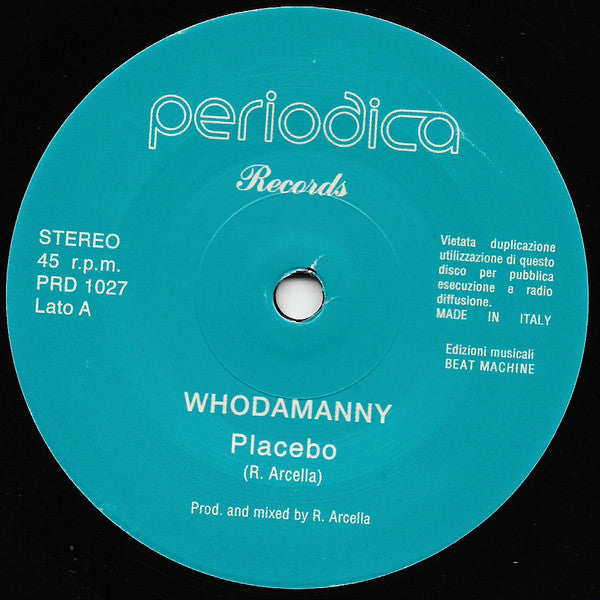 periodica
Records
STEREO
45 r.p.m.
PRD 1027
Lato A
Vietata duplicazione
utilizzazione di questo
disco per pubblica
esecuzione e radio
diffusione.
MADE IN ITALY
Edizioni musicali
BEAT MACHINE
WHODAMANNY
Placebo
(R. Arcella)
Prod. and mixed by R. Arcella